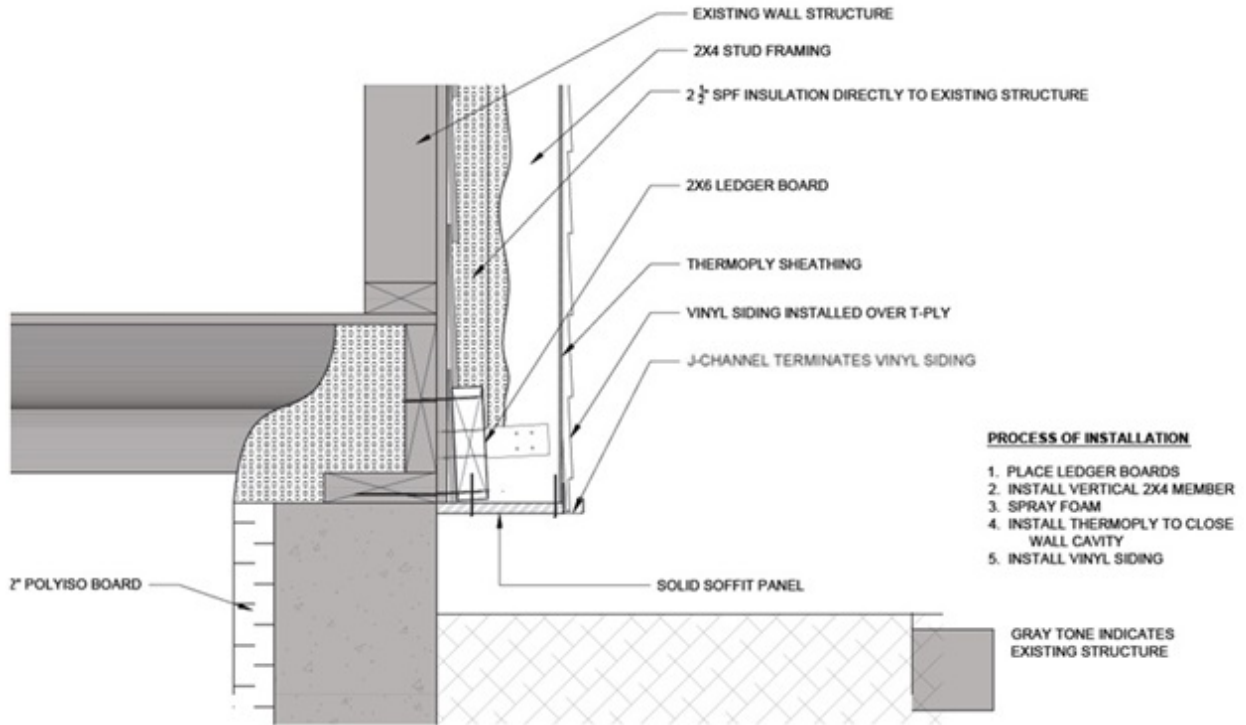 EXISTING WALL STRUCTURE
2X4 STUD FRAMING
2 ½" SPF INSULATION DIRECTLY TO EXISTING STRUCTURE
2X6 LEDGER BOARD
THERMOPLY SHEATHING
VINYL SIDING INSTALLED OVER T-PLY
J-CHANNEL TERMINATES VINYL SIDING
PROCESS OF INSTALLATION
1. PLACE LEDGER BOARDS
2. INSTALL VERTICAL 2X4 MEMBER
3. SPRAY FOAM
4. INSTALL THERMOPLY TO CLOSE
WALL CAVITY
5. INSTALL VINYL SIDING
2" POLYISO BOARD
SOLID SOFFIT PANEL
GRAY TONE INDICATES
EXISTING STRUCTURE